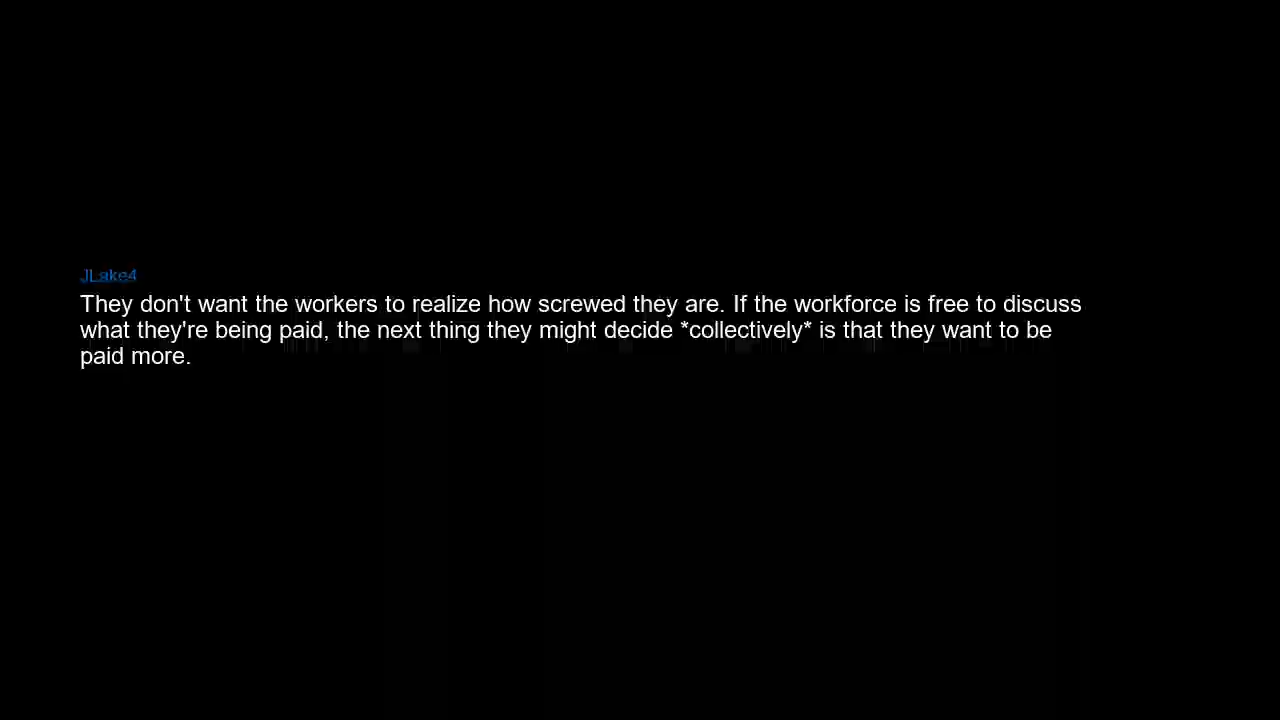 JLake4
They don't want the workers to realize how screwed they are. If the workforce is free to discuss
what they're being paid, the next thing they might decide *collectively* is that they want to be
paid more.